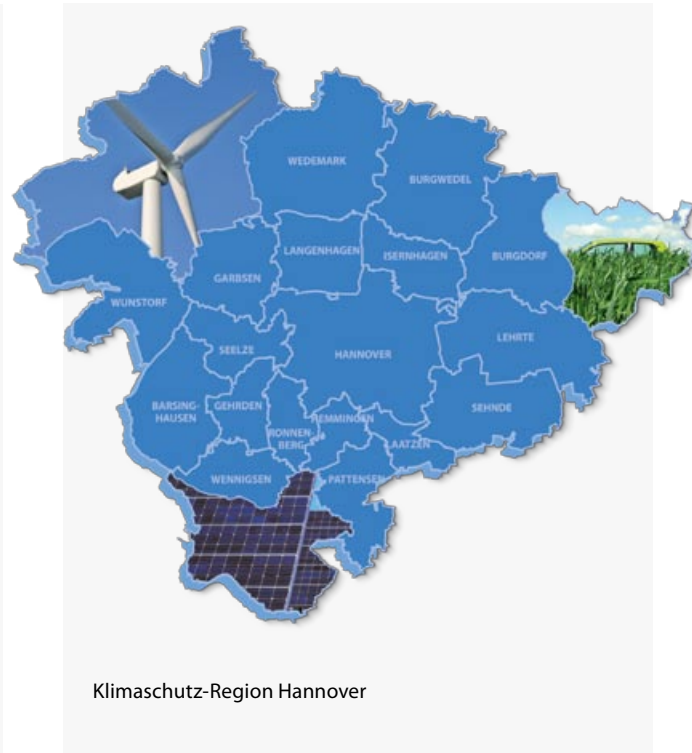 WEDEMARK
BURGWEDEL
LANGENHAGEN
ISERNHAGEN
BURGDORF
GARBSEN
WUNSTORF
SEELZE
HANNOVER
LEHRTE
BARSING-
HAUSEN
GEHRDEN
SEHNDE
HEMMINGEN
RONNEN-
BERG
LAATZEN
WENNIGSEN
PATTENSEN
Klimaschutz-Region Hannover